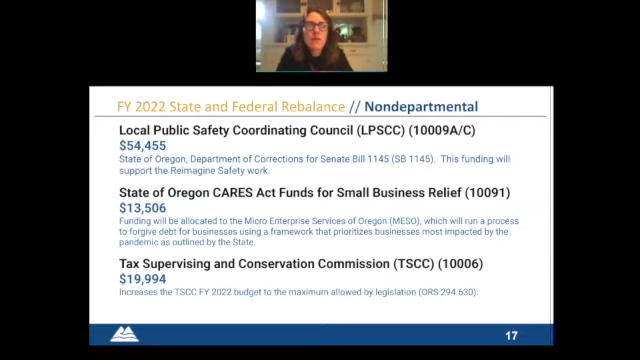 FY 2022 State and Federal Rebalance // Nondepartmental
Local Public Safety Coordinating Council (LPSCC) (10009A/C)
$54,455
State of Oregon, Department of Corrections for Senate Bill 1145 (SB 1145). This funding will
support the Reimagine Safety work.
State of Oregon CARES Act Funds for Small Business Relief (10091)
$13,506
Funding will be allocated to the Micro Enterprise Services of Oregon (MESO), which will run a process
to forgive debt for businesses using a framework that prioritizes businesses most impacted by the
pandemic as outlined by the State.
Tax Supervising and Conservation Commission (TSCC) (10006)
$19,994
Increases the TSCC FY 2022 budget to the maximum allowed by legislation (ORS 294.630).
17